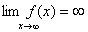 lim f(x) = ∞
x→∞